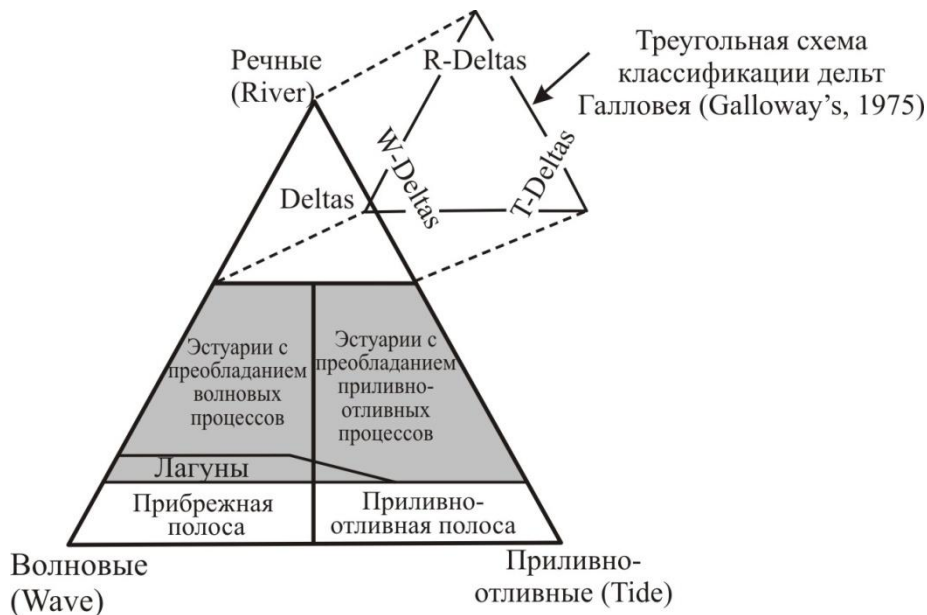 Речные
(River)
R-Deltas
W-Deltas
T-Deltas
Треугольная схема
классификации дельт
Галловея (Galloway's, 1975)
Deltas
Эстуарии с
преобладанием
волновых
процессов
Эстуарии с
преобладанием
приливно-
отливных
процессов
Лагуны
Прибрежная
полоса
Приливно-
отливная полоса
Волновые
(Wave)
Приливно-
отливные (Tide)